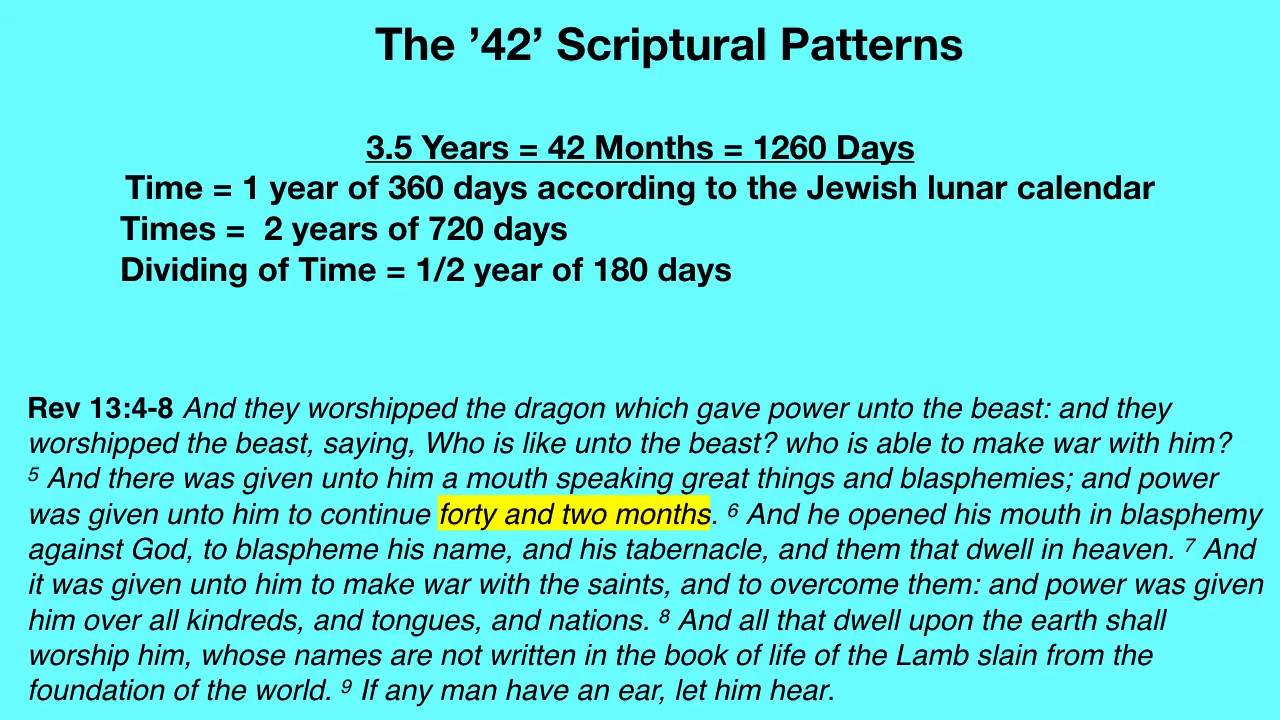 The ’42’ Scriptural Patterns
3.5 Years = 42 Months = 1260 Days
Time = 1 year of 360 days according to the Jewish lunar calendar
Times =  2 years of 720 days
Dividing of Time = 1/2 year of 180 days
Rev 13:4-8 And they worshipped the dragon which gave power unto the beast: and they
worshipped the beast, saying, Who is like unto the beast? who is able to make war with him?
5 And there was given unto him a mouth speaking great things and blasphemies; and power
was given unto him to continue forty and two months. 6 And he opened his mouth in blasphemy
against God, to blaspheme his name, and his tabernacle, and them that dwell in heaven. 7 And
it was given unto him to make war with the saints, and to overcome them: and power was given
him over all kindreds, and tongues, and nations. 8 And all that dwell upon the earth shall
worship him, whose names are not written in the book of life of the Lamb slain from the
foundation of the world. 9 If any man have an ear, let him hear.